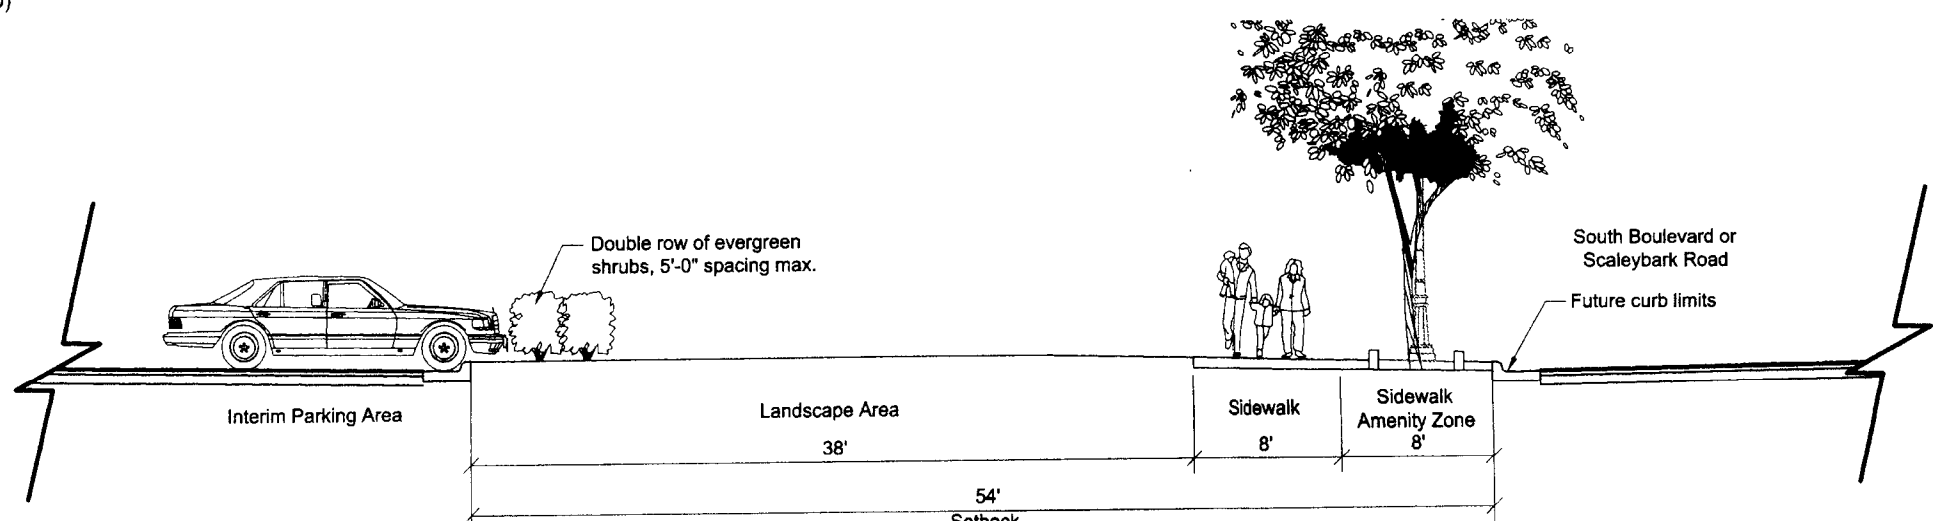 Double row of evergreen
shrubs, 5'-0" spacing max.
South Boulevard or
Scaleybark Road
Future curb limits
Interim Parking Area
Landscape Area
38'
Sidewalk
8'
Sidewalk
Amenity Zone
8'
54'
Setback